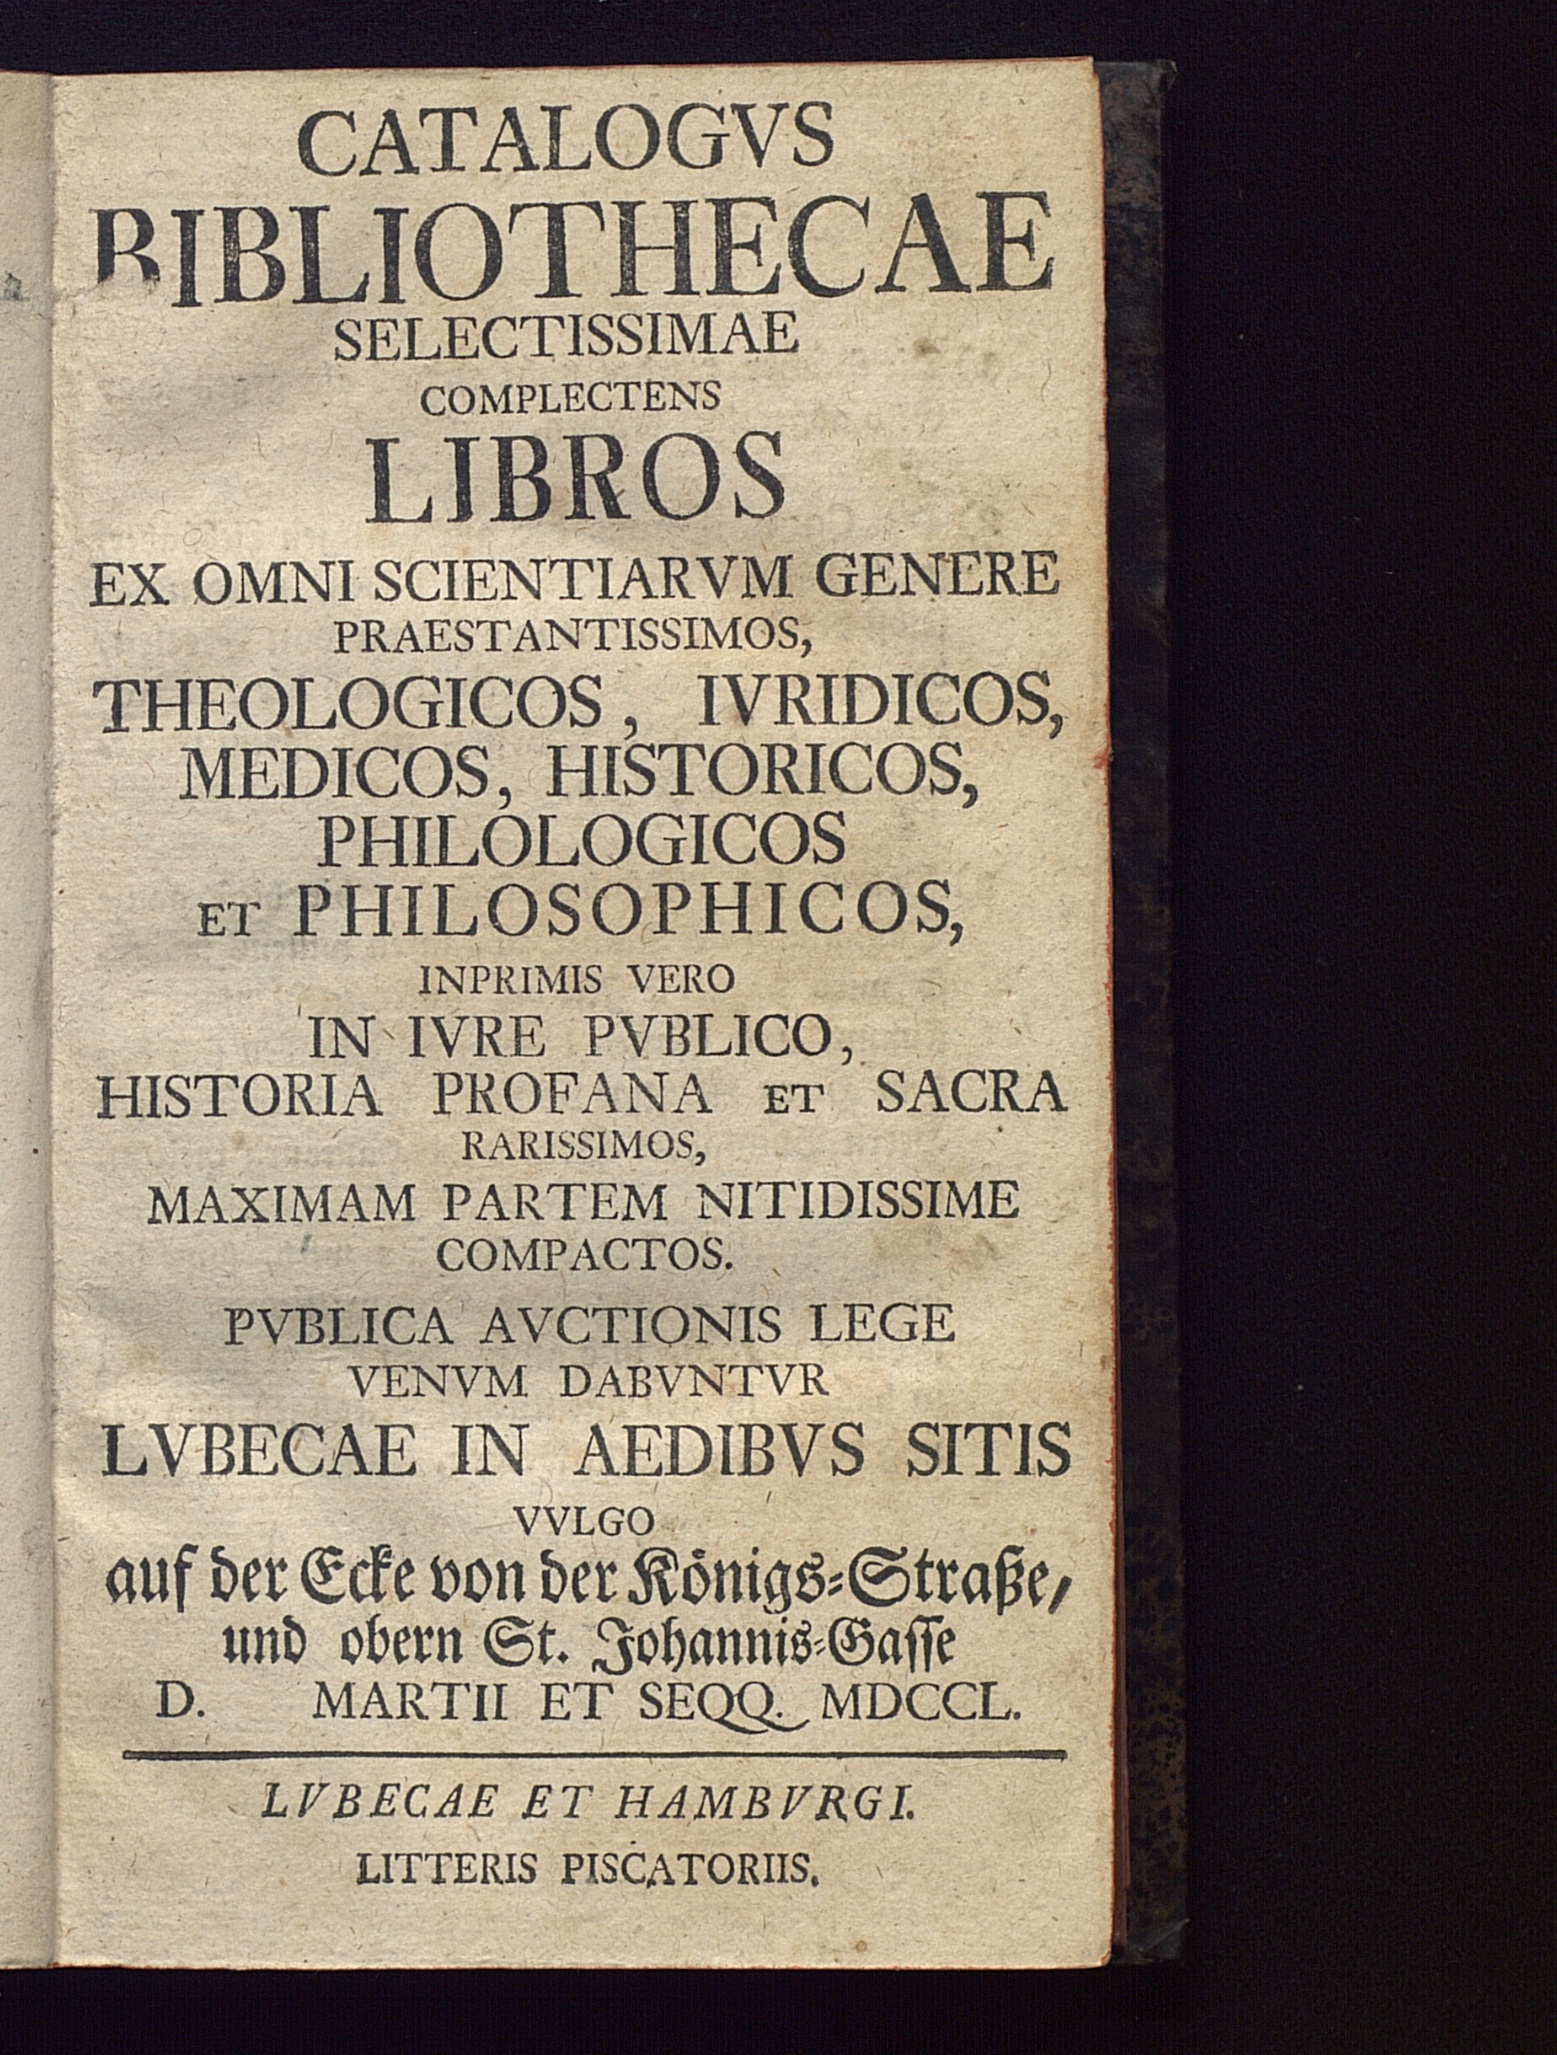 CATALOGVS
BIBLIOTHECAE
SELECTISSIMAE
COMPLECTENS
LIBROS
EX OMNI SCIENTIARVM GENERE
PRAESTANTISSIMOS,
THEOLOGICOS, IVRIDICOS,
MEDICOS, HISTORICOS,
PHILOLOGICOS
ET PHILOSOPHICOS,
INPRIMIS VERO
IN IVRE PVBLICO,
HISTORIA PROFANA ET SACRA
RARISSIMOS,
MAXIMAM PARTEM NITIDISSIME
COMPACTOS.
PVBLICA AVCTIONIS LEGE
VENVM DABVNTVR
LVBECAE IN AEDIBVS SITIS
VVLGO
auf der Ecke von der Königs-Straße,
und obern St. Johannis-Gasse
D. MARTII ET SEQQ. MDCCL.
LVBECAE ET HAMBVRGI.
LITTERIS PISCATORIIS.